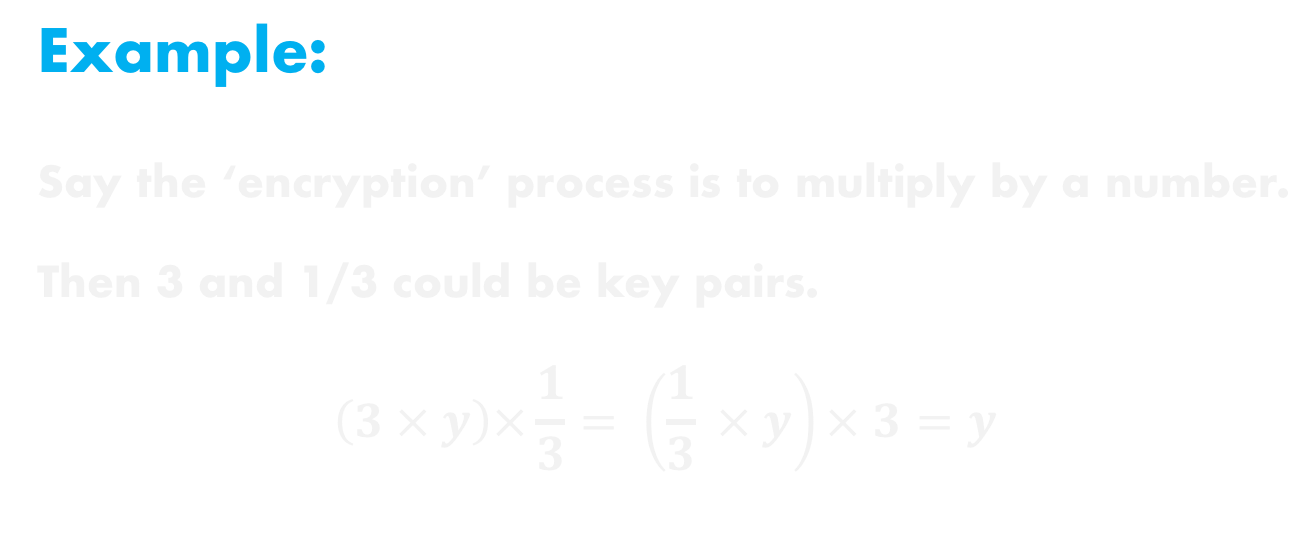 Example:
Say the ‘encryption’ process is to multiply by a number.
Then 3 and 1/3 could be key pairs.
(3 × y)× 1/3 = (1/3 × y) × 3 = y